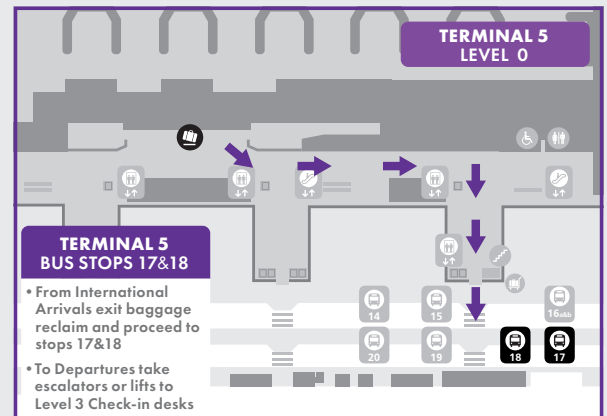 TERMINAL 5
LEVEL 0
TERMINAL 5
BUS STOPS 17&18
• From International
Arrivals exit baggage
reclaim and proceed to
stops 17&18
• To Departures take
escalators or lifts to
Level 3 Check-in desks
14
15
16a&b
20
19
18
17